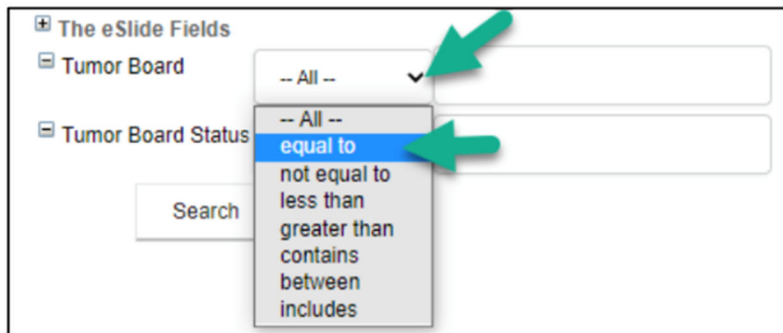 The eSlide Fields
Tumor Board
-- All --
-- All --
Tumor Board Status
equal to
not equal to
Search
less than
greater than
contains
between
includes